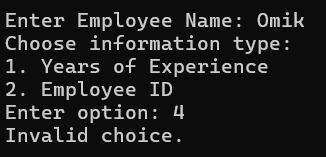 Enter Employee Name: Omik
Choose information type:
1. Years of Experience
2. Employee ID
Enter option: 4
Invalid choice.